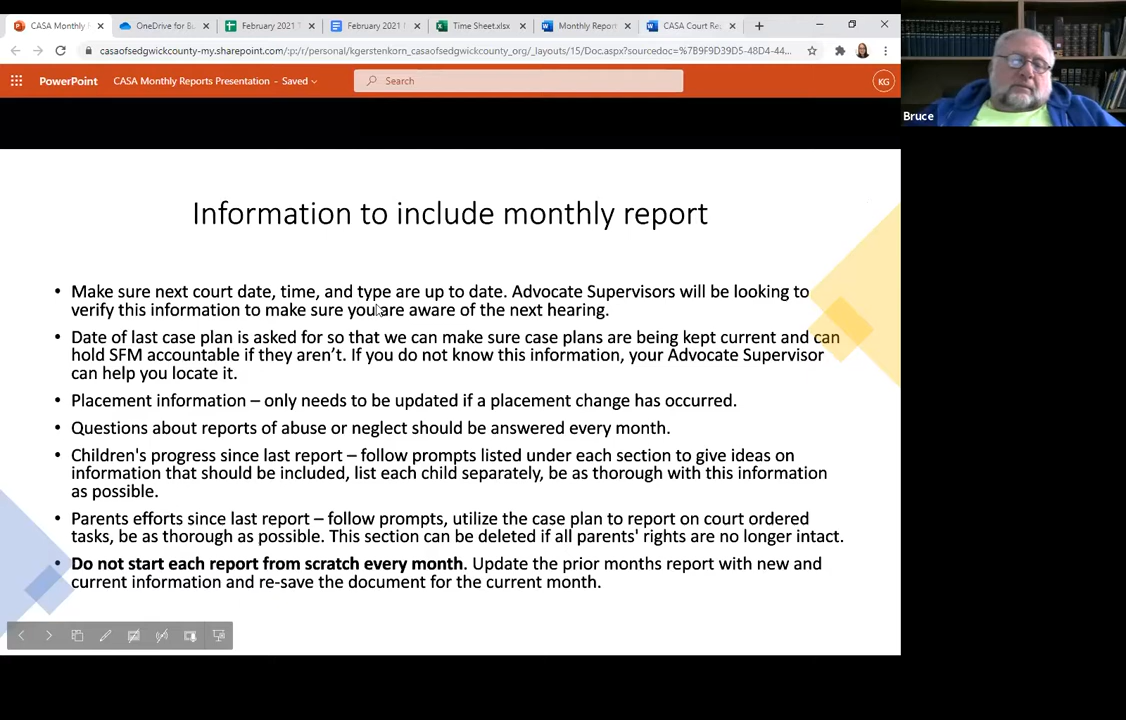 CASA Monthly
OneDrive for Bu
February 2021 T
February 2021
Time Sheet.xlsx
Monthly Report
CASA Court Re
casaofsedgwickcounty-my.sharepoint.com/:p:/r/personal/kgerstenkorn_casaofsedgwickcounty_org/_layouts/15/Doc.aspx?sourcedoc=%7B9F9D39D5-48D4-44...
PowerPoint
CASA Monthly Reports Presentation - Saved
Search
KG
Bruce
Information to include monthly report
• Make sure next court date, time, and type are up to date. Advocate Supervisors will be looking to
verify this information to make sure you are aware of the next hearing.
• Date of last case plan is asked for so that we can make sure case plans are being kept current and can
hold SFM accountable if they aren't. If you do not know this information, your Advocate Supervisor
can help you locate it.
• Placement information – only needs to be updated if a placement change has occurred.
• Questions about reports of abuse or neglect should be answered every month.
• Children's progress since last report – follow prompts listed under each section to give ideas on
information that should be included, list each child separately, be as thorough with this information
as possible.
• Parents efforts since last report – follow prompts, utilize the case plan to report on court ordered
tasks, be as thorough as possible. This section can be deleted if all parents' rights are no longer intact.
• Do not start each report from scratch every month. Update the prior months report with new and
current information and re-save the document for the current month.